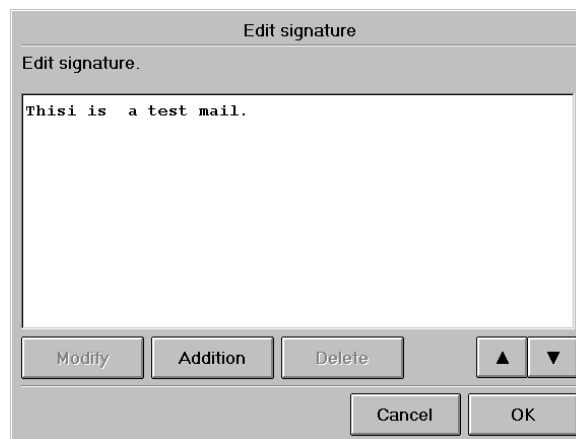 Edit signature
Edit signature.
Thisi is  a test mail.
Modify Addition Delete ▲ ▼
Cancel OK